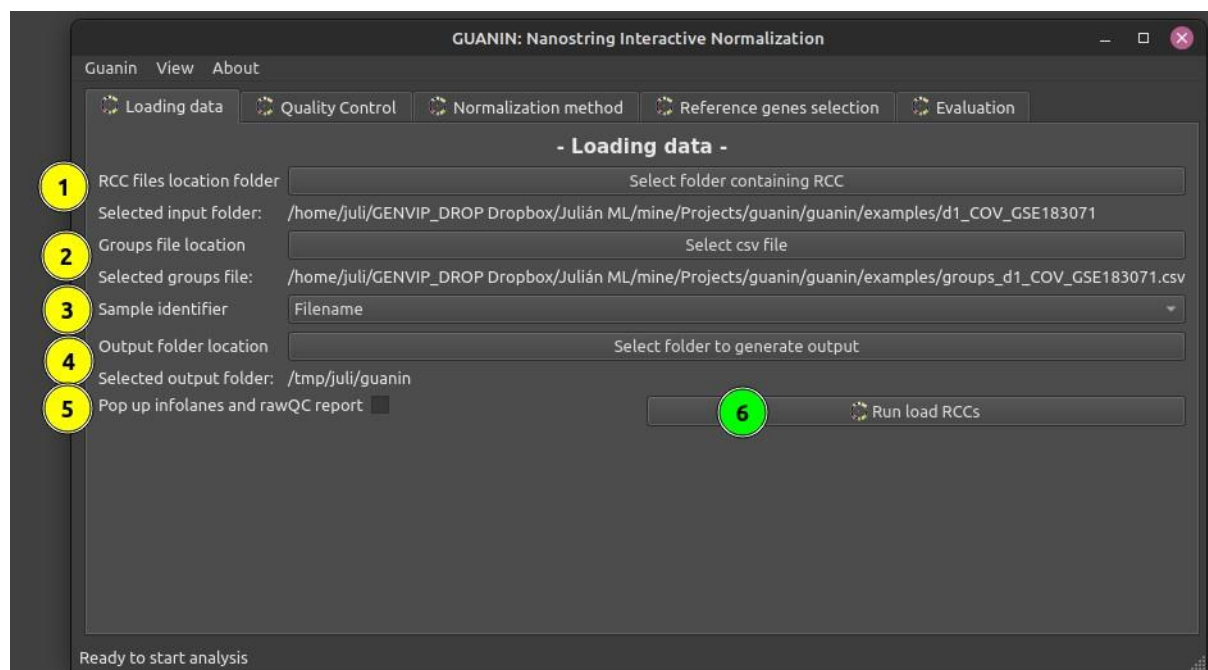 GUANIN: Nanostring Interactive Normalization
Guanin View About
Loading data Quality Control Normalization method Reference genes selection Evaluation
- Loading data -
1 RCC files location folder Select folder containing RCC
Selected input folder: /home/juli/GENVIP_DROP Dropbox/Julián ML/mine/Projects/guanin/guanin/examples/d1_COV_GSE183071
2 Groups file location Select csv file
Selected groups file: /home/juli/GENVIP_DROP Dropbox/Julián ML/mine/Projects/guanin/guanin/examples/groups_d1_COV_GSE183071.csv
3 Sample identifier Filename
4 Output folder location Select folder to generate output
Selected output folder: /tmp/juli/guanin
5 Pop up infolanes and rawQC report 6 Run load RCCs
Ready to start analysis